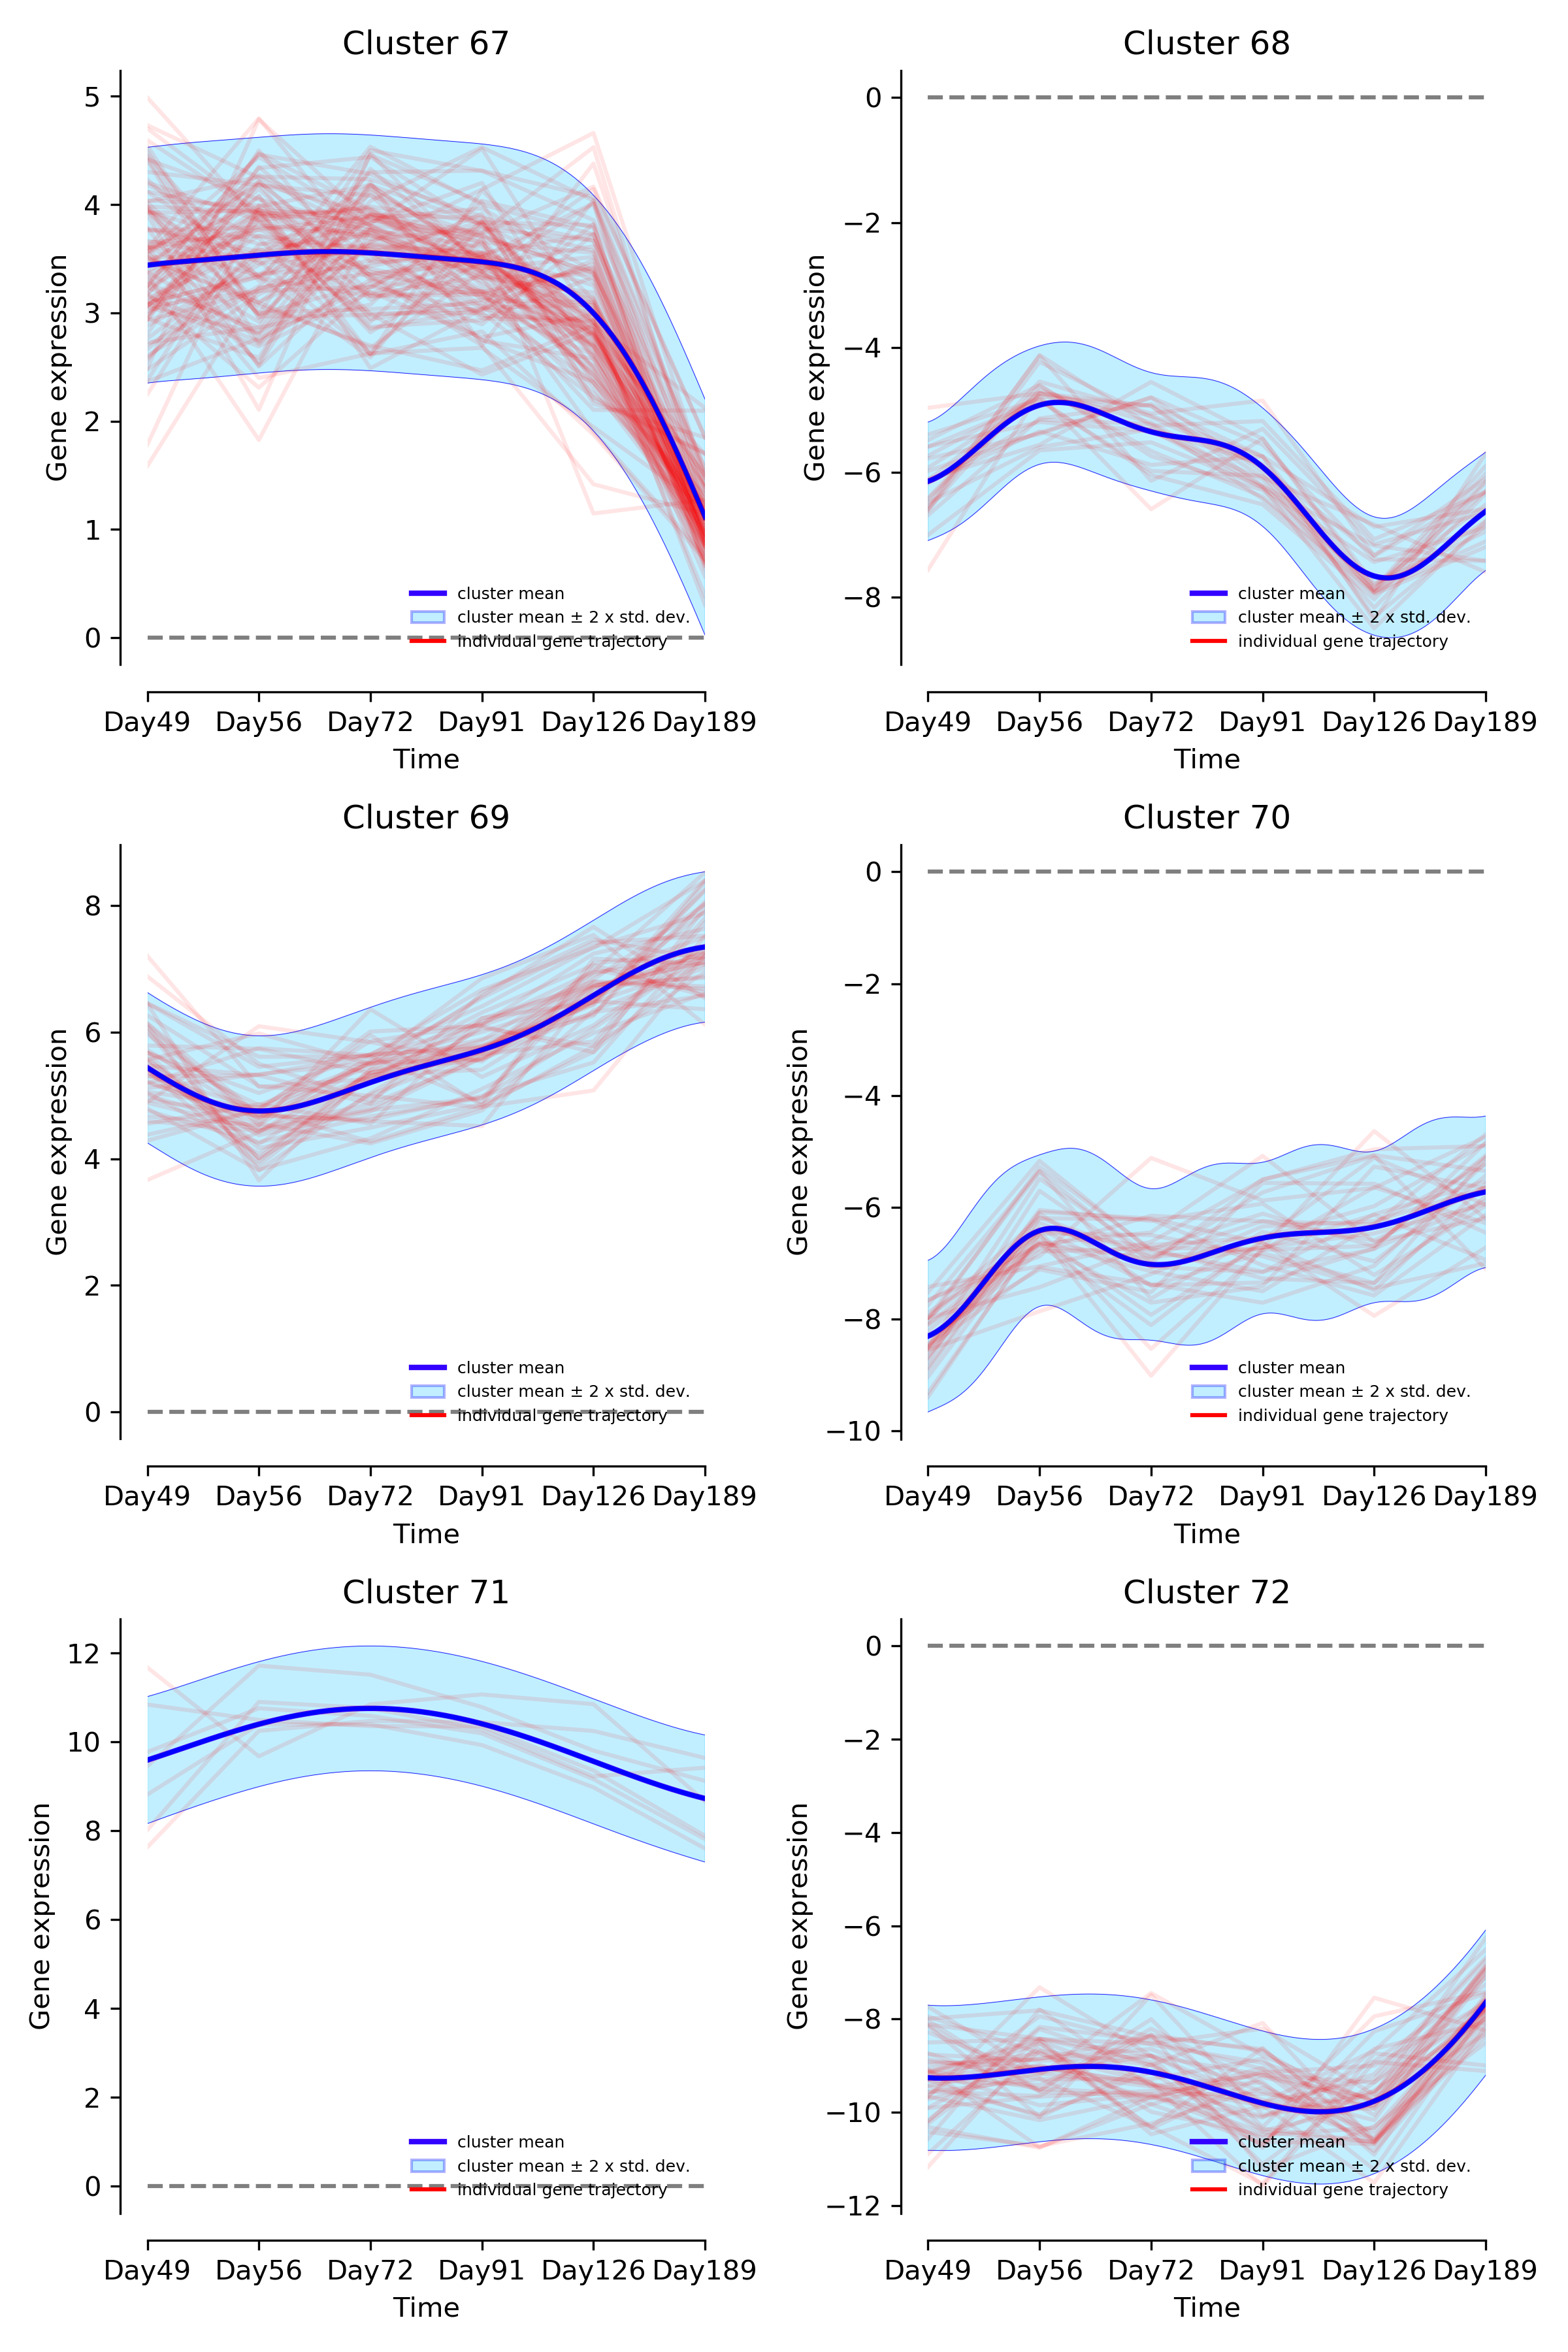 Cluster 67
Gene expression
5
4
3
2
1
0
cluster mean
cluster mean ± 2 x std. dev.
individual gene trajectory
Day49 Day56 Day72 Day91 Day126 Day189
Time
Cluster 68
Gene expression
0
−2
−4
−6
−8
cluster mean
cluster mean ± 2 x std. dev.
individual gene trajectory
Day49 Day56 Day72 Day91 Day126 Day189
Time
Cluster 69
Gene expression
8
6
4
2
0
cluster mean
cluster mean ± 2 x std. dev.
individual gene trajectory
Day49 Day56 Day72 Day91 Day126 Day189
Time
Cluster 70
Gene expression
0
−2
−4
−6
−8
−10
cluster mean
cluster mean ± 2 x std. dev.
individual gene trajectory
Day49 Day56 Day72 Day91 Day126 Day189
Time
Cluster 71
Gene expression
12
10
8
6
4
2
0
cluster mean
cluster mean ± 2 x std. dev.
individual gene trajectory
Day49 Day56 Day72 Day91 Day126 Day189
Time
Cluster 72
Gene expression
0
−2
−4
−6
−8
−10
−12
cluster mean
cluster mean ± 2 x std. dev.
individual gene trajectory
Day49 Day56 Day72 Day91 Day126 Day189
Time